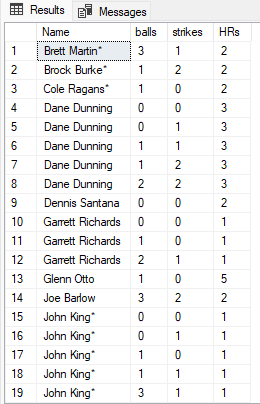 Results Messages
Name balls strikes HRs
1 Brett Martin* 3 1 2
2 Brock Burke* 1 2 2
3 Cole Ragans* 1 0 2
4 Dane Dunning 0 0 3
5 Dane Dunning 0 1 3
6 Dane Dunning 1 1 3
7 Dane Dunning 1 2 3
8 Dane Dunning 2 2 3
9 Dennis Santana 0 0 2
10 Garrett Richards 0 0 1
11 Garrett Richards 1 0 1
12 Garrett Richards 2 1 1
13 Glenn Otto 1 0 5
14 Joe Barlow 3 2 2
15 John King* 0 0 1
16 John King* 0 1 1
17 John King* 1 0 1
18 John King* 1 1 1
19 John King* 3 1 1